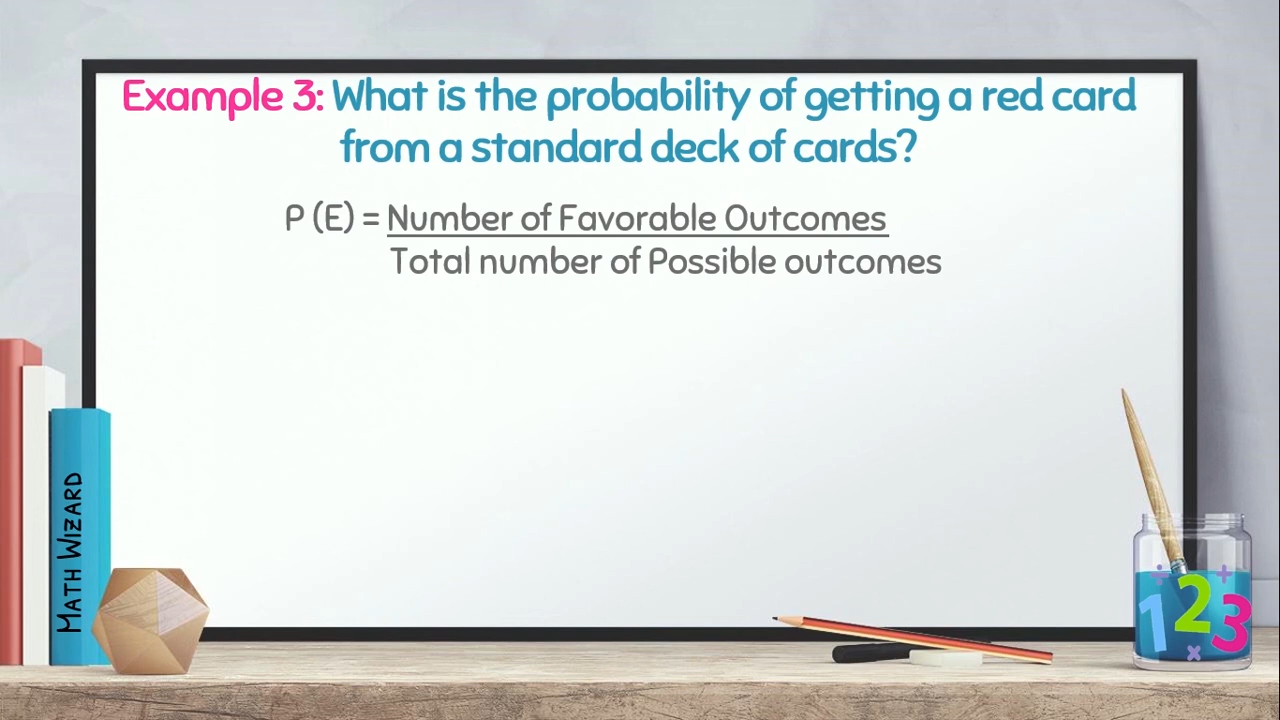 Example 3: What is the probability of getting a red card
from a standard deck of cards?
P (E) = Number of Favorable Outcomes
Total number of Possible outcomes
MATH WIZARD
÷ +
123
×